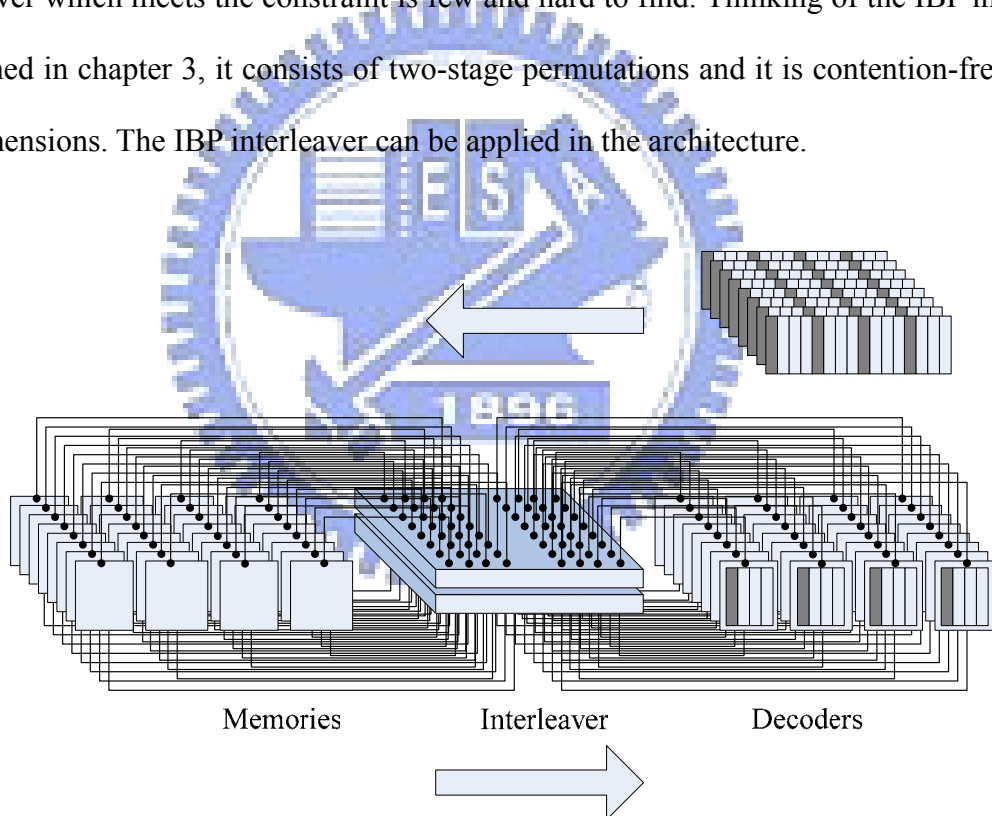 ver which meets the constraint is few and hard to find. Thinking of the IBP in
ned in chapter 3, it consists of two-stage permutations and it is contention-fre
nensions. The IBP interleaver can be applied in the architecture.
E S A
1896
Memories Interleaver Decoders